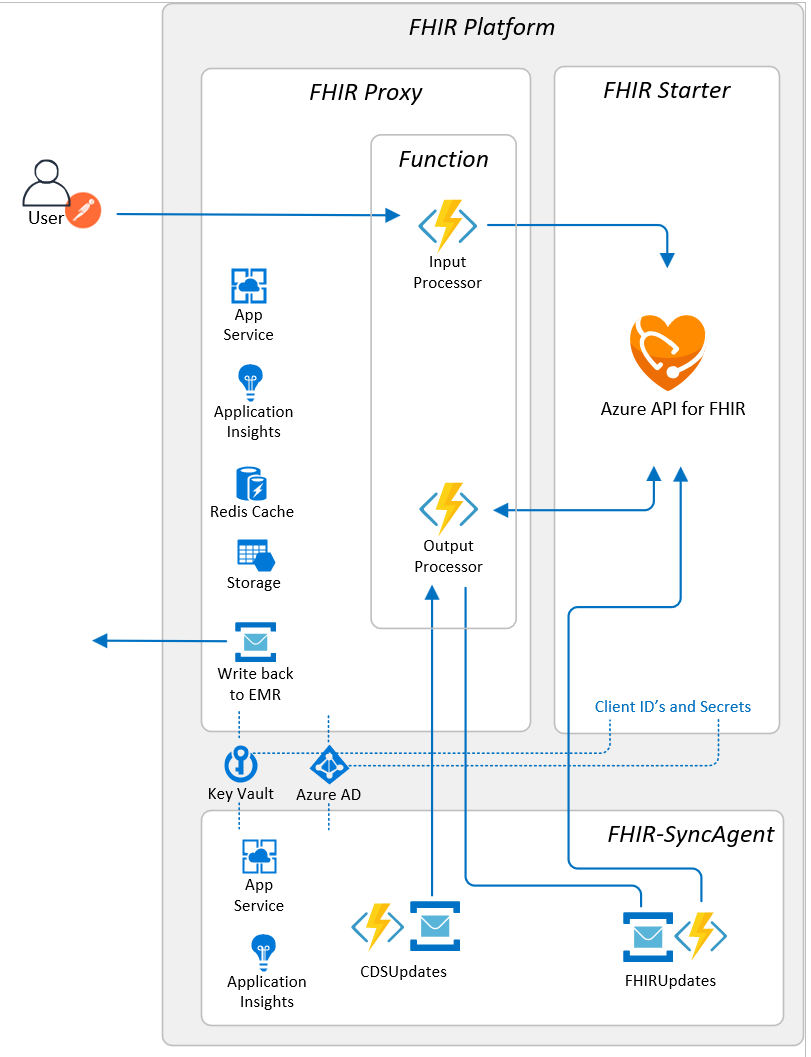 FHIR Platform
FHIR Proxy
FHIR Starter
Function
User
Input
Processor
App
Service
Application
Insights
Azure API for FHIR
Redis Cache
Output
Processor
Storage
Write back
to EMR
Client ID's and Secrets
Key Vault
Azure AD
FHIR-SyncAgent
App
Service
CDSUpdates
Application
Insights
FHIRUpdates